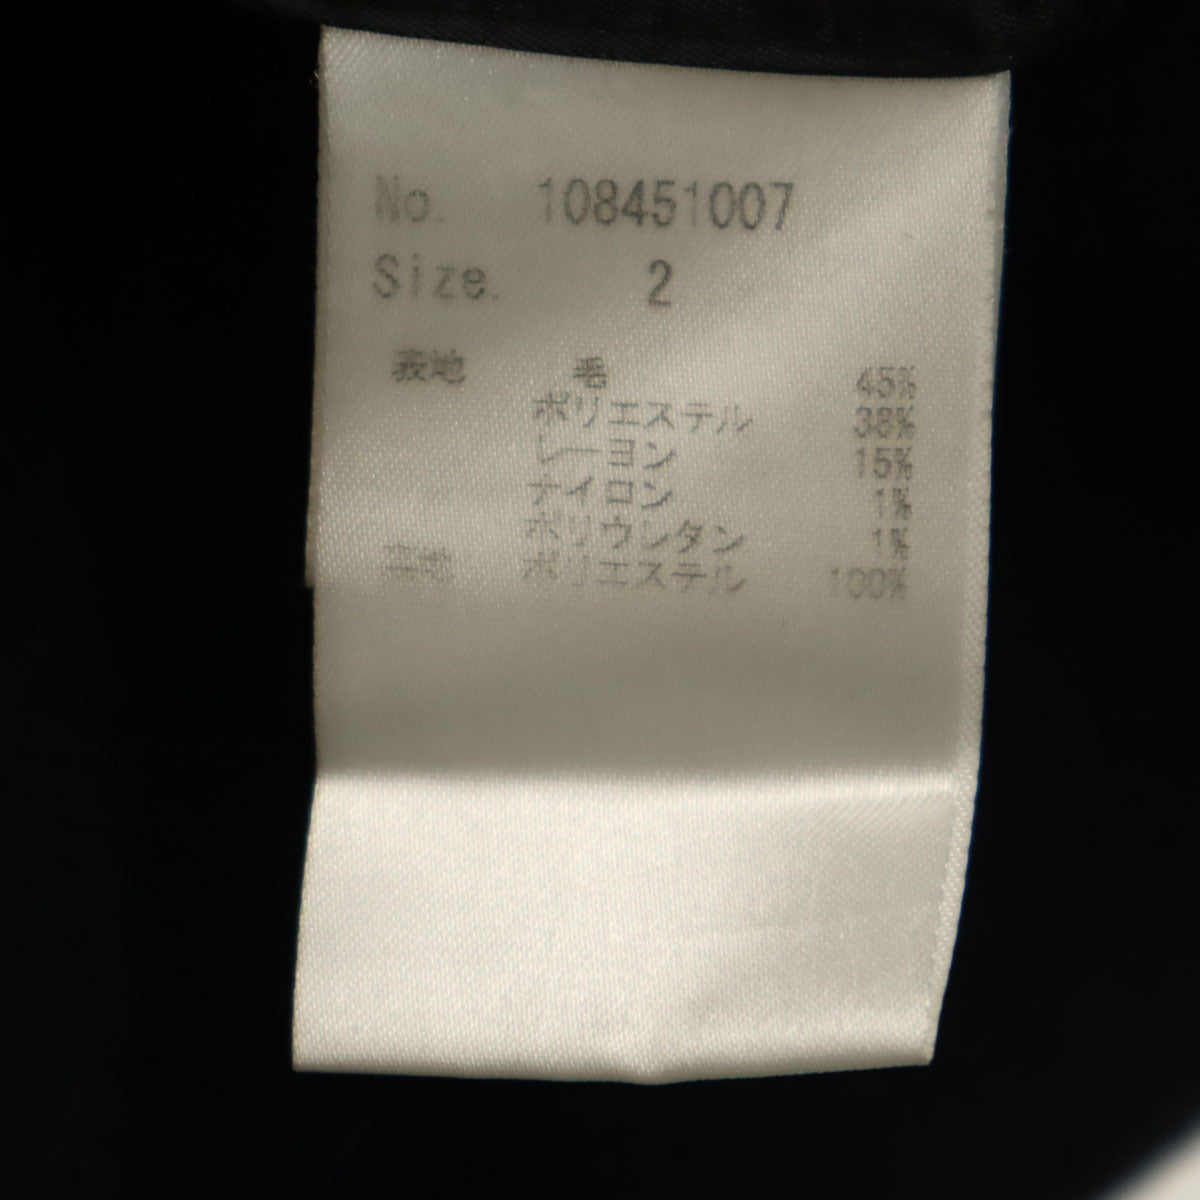 No. 108451007
Size. 2
表地 毛 45%
ポリエステル 38%
レーヨン 15%
ナイロン 1%
ポリウレタン 1%
裏地 ポリエステル 100%